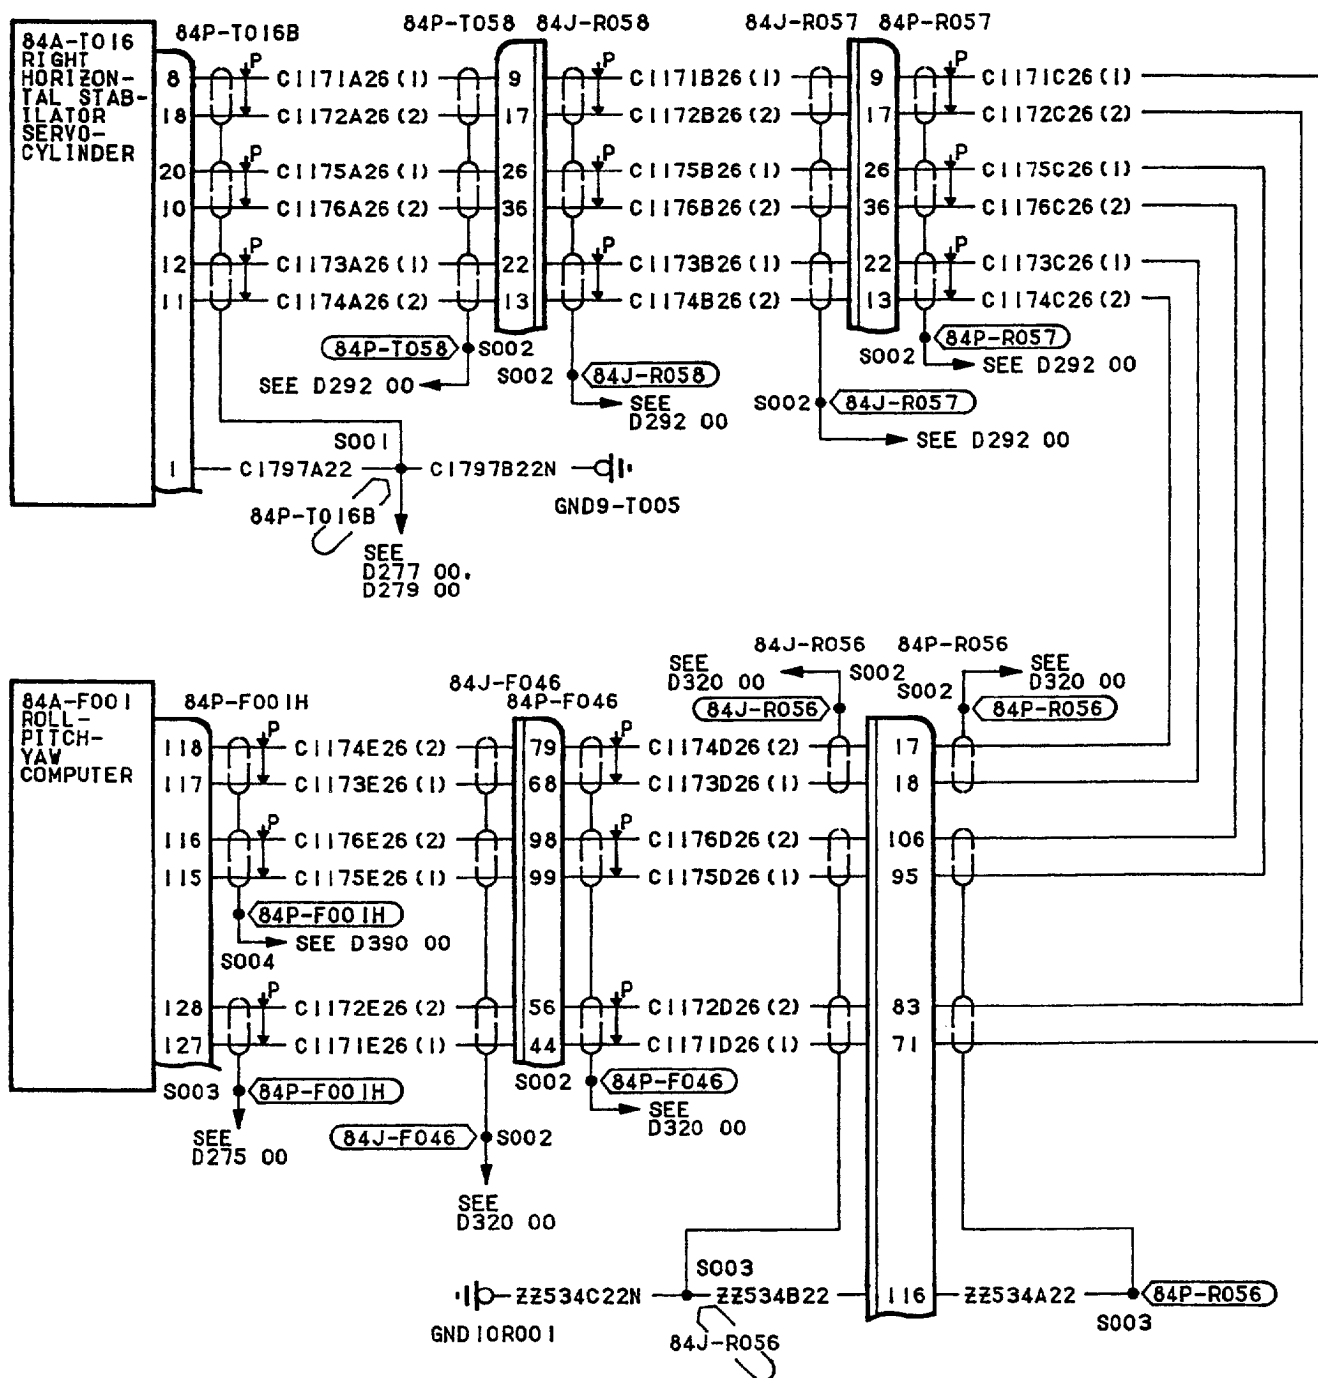 84A-T016
RIGHT
HORIZON-
TAL STAB-
ILATOR
SERVO-
CYLINDER
84P-T016B
84P-T058 84J-R058
84J-R057 84P-R057
8 P C1171A26(1) 9 P C1171B26(1) 9 P C1171C26(1)
18 C1172A26(2) 17 C1172B26(2) 17 C1172C26(2)
20 P C1175A26(1) 26 P C1175B26(1) 26 P C1175C26(1)
10 C1176A26(2) 36 C1176B26(2) 36 C1176C26(2)
12 P C1173A26(1) 22 P C1173B26(1) 22 P C1173C26(1)
11 C1174A26(2) 13 C1174B26(2) 13 C1174C26(2)
84P-T058 S002
SEE D292 00
S002 84J-R058
SEE
D292 00
S002 84P-R057
SEE D292 00
S002 84J-R057
SEE D292 00
S001
1 C1797A22 C1797B22N
GND9-T005
84P-T016B
SEE
D277 00,
D279 00
84A-F001
ROLL-
PITCH-
YAW
COMPUTER
84P-F001H
84J-F046
84P-F046
84J-R056 84P-R056
SEE
D320 00
S002
S002
SEE
D320 00
84J-R056
84P-R056
118 P C1174E26(2) 79 P C1174D26(2) 17
117 C1173E26(1) 68 C1173D26(1) 18
116 P C1176E26(2) 98 P C1176D26(2) 106
115 C1175E26(1) 99 C1175D26(1) 95
84P-F001H
SEE D390 00
S004
128 P C1172E26(2) 56 P C1172D26(2) 83
127 C1171E26(1) 44 C1171D26(1) 71
S003 84P-F001H
SEE
D275 00
S002 84P-F046
SEE
D320 00
84J-F046 S002
SEE
D320 00
S003
ZZ534C22N ZZ534B22 116 ZZ534A22 84P-R056
GND10R001
84J-R056
S003